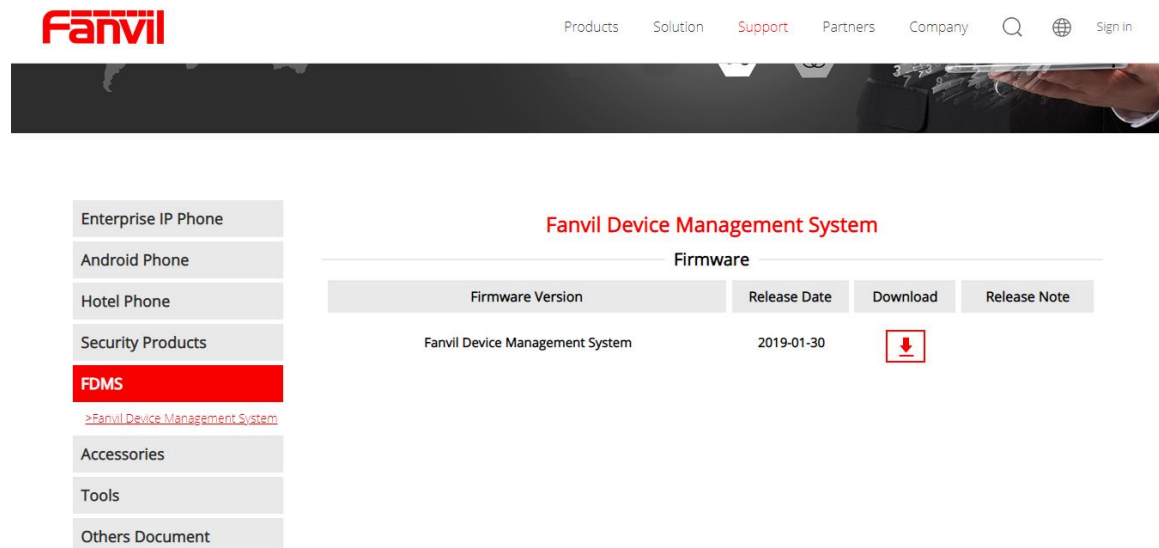 Fanvil
Products Solution Support Partners Company Sign in
Enterprise IP Phone
Android Phone
Hotel Phone
Security Products
FDMS
>Fanvil Device Management System
Accessories
Tools
Others Document
Fanvil Device Management System
Firmware
Firmware Version Release Date Download Release Note
Fanvil Device Management System 2019-01-30